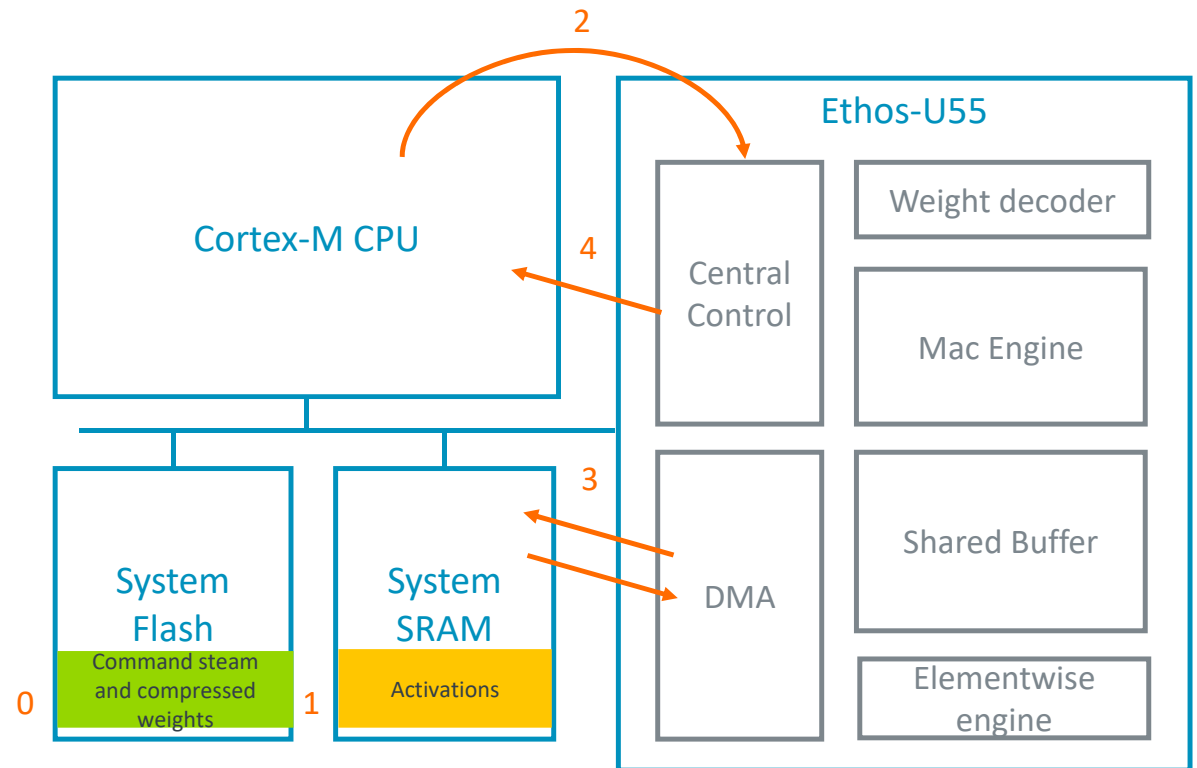 2
Ethos-U55
Cortex-M CPU
4
Central
Control
Weight decoder
Mac Engine
3
System
Flash
Command steam
and compressed
weights
0
System
SRAM
Activations
1
DMA
Shared Buffer
Elementwise
engine